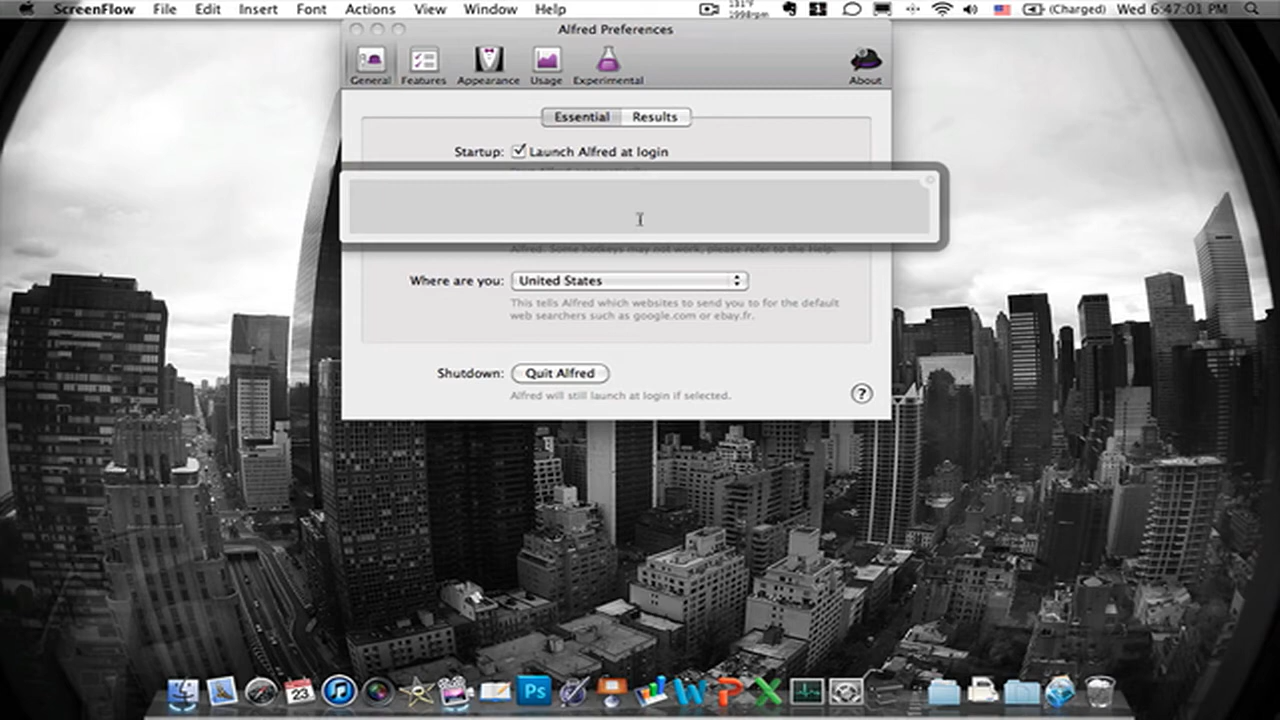 ScreenFlow File Edit Insert Font Actions View Window Help 131°F 1998rpm (Charged) Wed 6:47:01 PM
Alfred Preferences
General Features Appearance Usage Experimental About
Essential Results
Startup: Launch Alfred at login
Alfred. Some hotkeys may not work, please refer to the Help.
Where are you: United States
This tells Alfred which websites to send you to for the default
web searchers such as google.com or ebay.fr.
Shutdown: Quit Alfred
Alfred will still launch at login if selected.
?
23
Ps
W P X